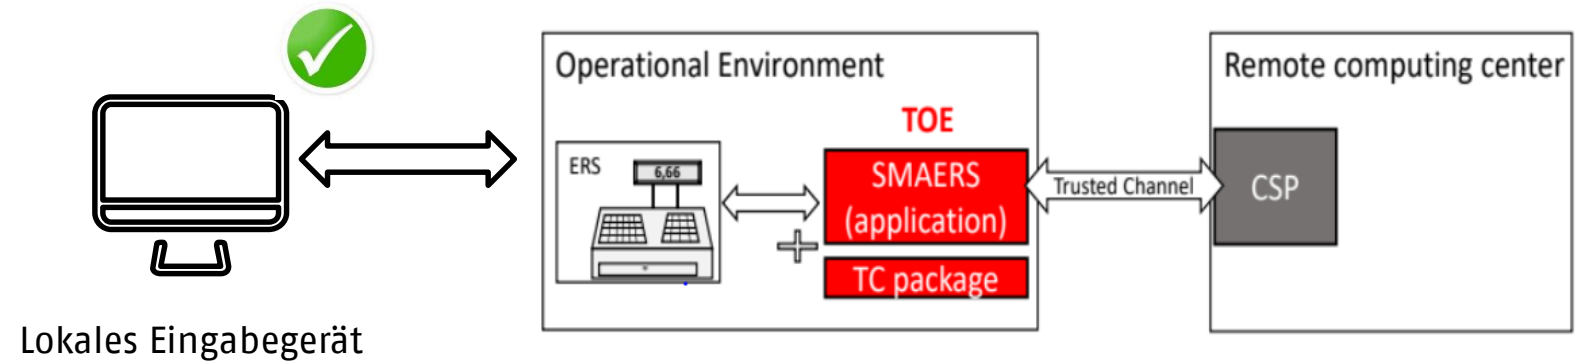 Operational Environment
Remote computing center
TOE
ERS
6,66
SMAERS
(application)
Trusted Channel
CSP
TC package
Lokales Eingabegerät